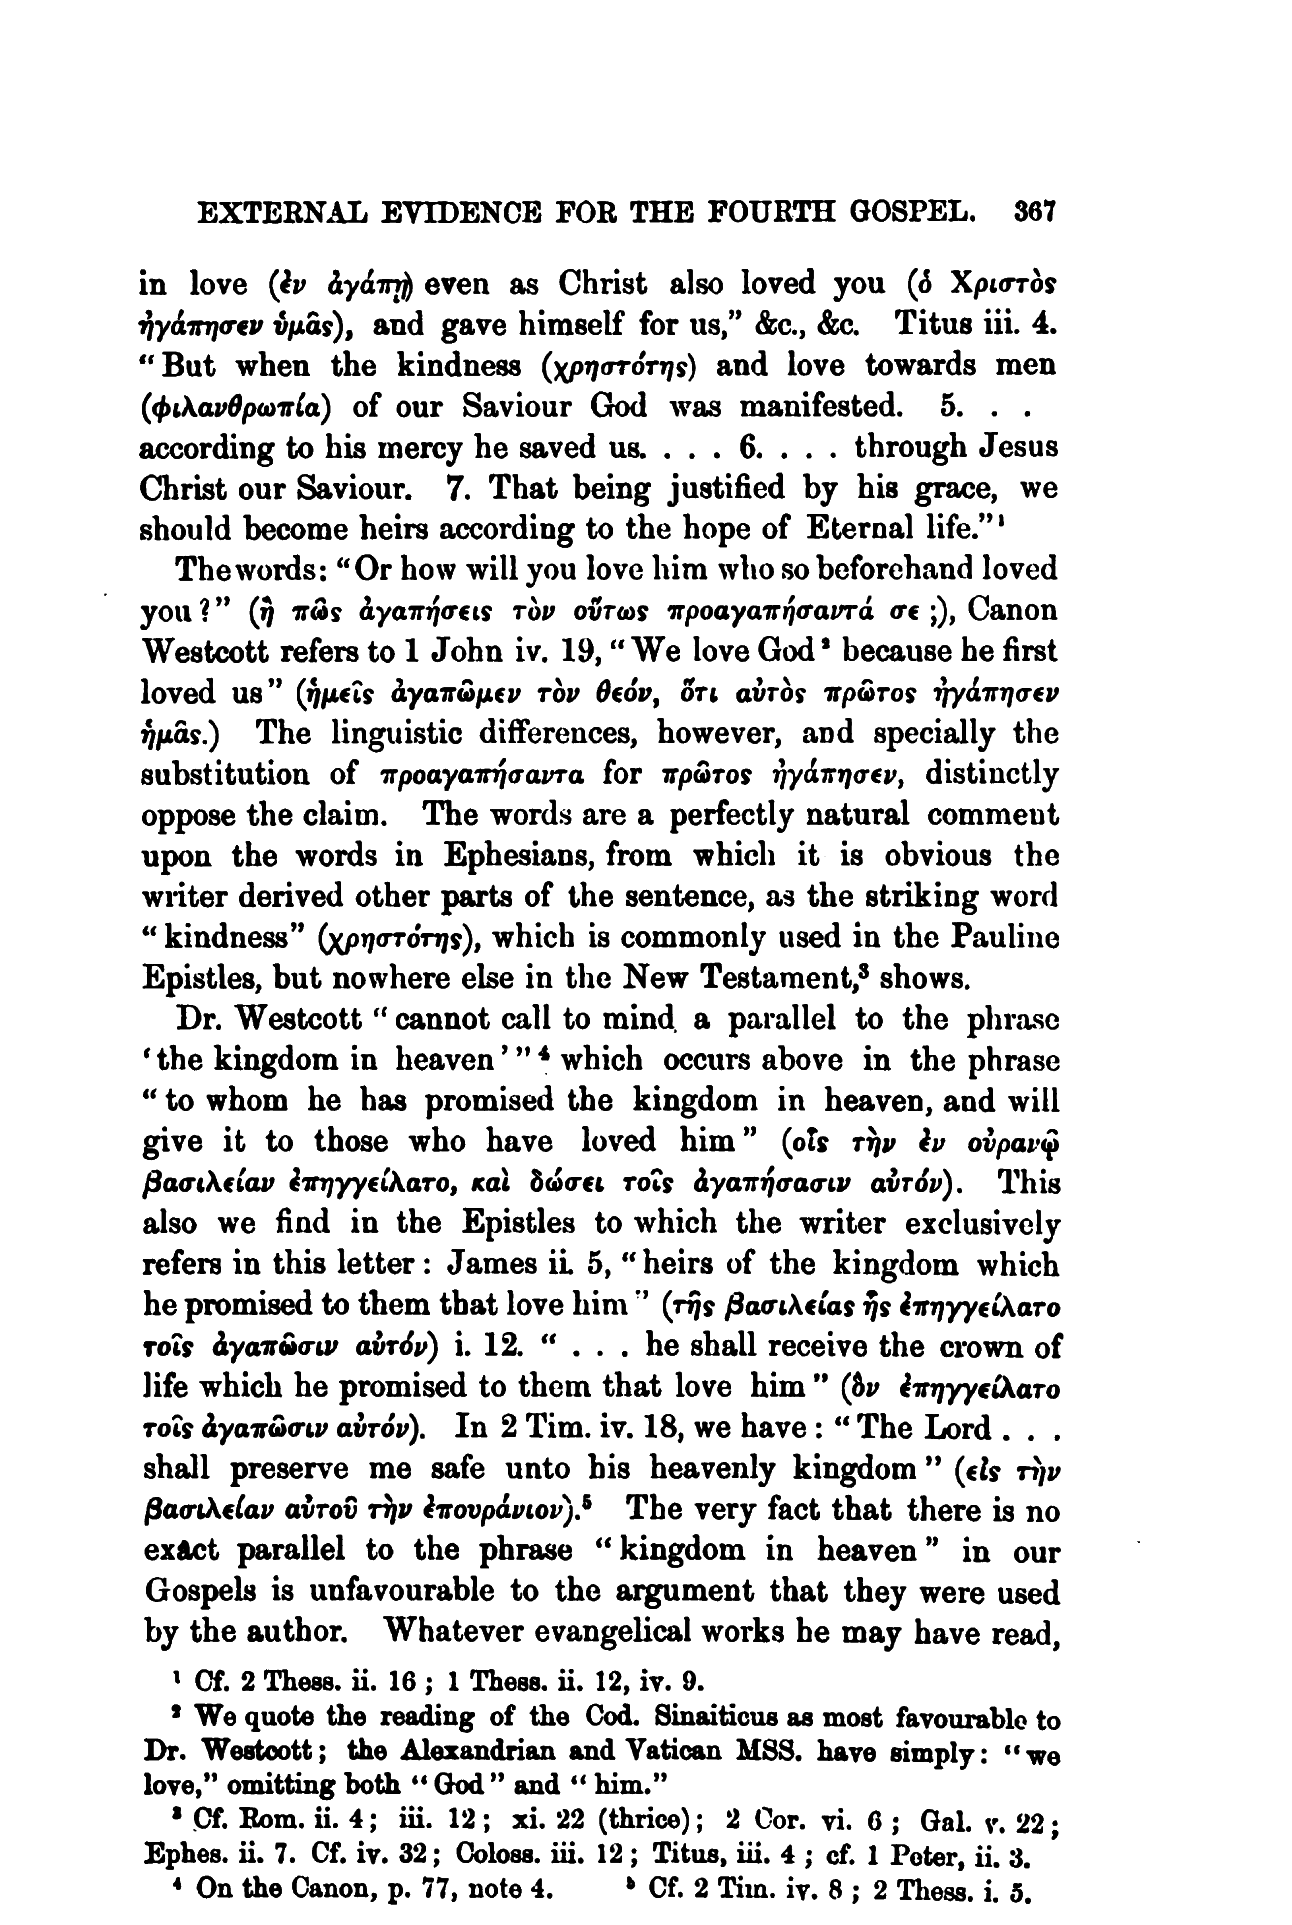 EXTERNAL EVIDENCE FOR THE FOURTH GOSPEL. 367
in love (ἐν ἀγάπῃ) even as Christ also loved you (ὁ Χριστὸς
ἠγάπησεν ὑμᾶς), and gave himself for us,” &c., &c. Titus iii. 4.
“But when the kindness (χρηστότης) and love towards men
(φιλανθρωπία) of our Saviour God was manifested. 5. . .
according to his mercy he saved us. . . . 6. . . . through Jesus
Christ our Saviour. 7. That being justified by his grace, we
should become heirs according to the hope of Eternal life.”¹
The words: “Or how will you love him who so beforehand loved
you?” (ἢ πῶς ἀγαπήσεις τὸν οὕτως προαγαπήσαντά σε ;), Canon
Westcott refers to 1 John iv. 19, “We love God² because he first
loved us” (ἡμεῖς ἀγαπῶμεν τὸν θεόν, ὅτι αὐτὸς πρῶτος ἠγάπησεν
ἡμᾶς.) The linguistic differences, however, and specially the
substitution of προαγαπήσαντα for πρῶτος ἠγάπησεν, distinctly
oppose the claim. The words are a perfectly natural comment
upon the words in Ephesians, from which it is obvious the
writer derived other parts of the sentence, as the striking word
“kindness” (χρηστότης), which is commonly used in the Pauline
Epistles, but nowhere else in the New Testament,³ shows.
Dr. Westcott “cannot call to mind a parallel to the phrase
‘the kingdom in heaven’”⁴ which occurs above in the phrase
“to whom he has promised the kingdom in heaven, and will
give it to those who have loved him” (οἷς τὴν ἐν οὐρανῷ
βασιλείαν ἐπηγγείλατο, καὶ δώσει τοῖς ἀγαπήσασιν αὐτόν). This
also we find in the Epistles to which the writer exclusively
refers in this letter : James ii. 5, “heirs of the kingdom which
he promised to them that love him” (τῆς βασιλείας ἧς ἐπηγγείλατο
τοῖς ἀγαπῶσιν αὐτόν) i. 12. “ . . . he shall receive the crown of
life which he promised to them that love him” (ὃν ἐπηγγείλατο
τοῖς ἀγαπῶσιν αὐτόν). In 2 Tim. iv. 18, we have : “The Lord . . .
shall preserve me safe unto his heavenly kingdom” (εἰς τὴν
βασιλείαν αὐτοῦ τὴν ἐπουράνιον).⁵ The very fact that there is no
exact parallel to the phrase “kingdom in heaven” in our
Gospels is unfavourable to the argument that they were used
by the author. Whatever evangelical works he may have read,
¹ Cf. 2 Thess. ii. 16 ; 1 Thess. ii. 12, iv. 9.
² We quote the reading of the Cod. Sinaiticus as most favourable to
Dr. Westcott ; the Alexandrian and Vatican MSS. have simply : “we
love,” omitting both “God” and “him.”
³ Cf. Rom. ii. 4 ; iii. 12 ; xi. 22 (thrice) ; 2 Cor. vi. 6 ; Gal. v. 22 ;
Ephes. ii. 7. Cf. iv. 32 ; Coloss. iii. 12 ; Titus, iii. 4 ; cf. 1 Peter, ii. 3.
⁴ On the Canon, p. 77, note 4. ⁵ Cf. 2 Tim. iv. 8 ; 2 Thess. i. 5.